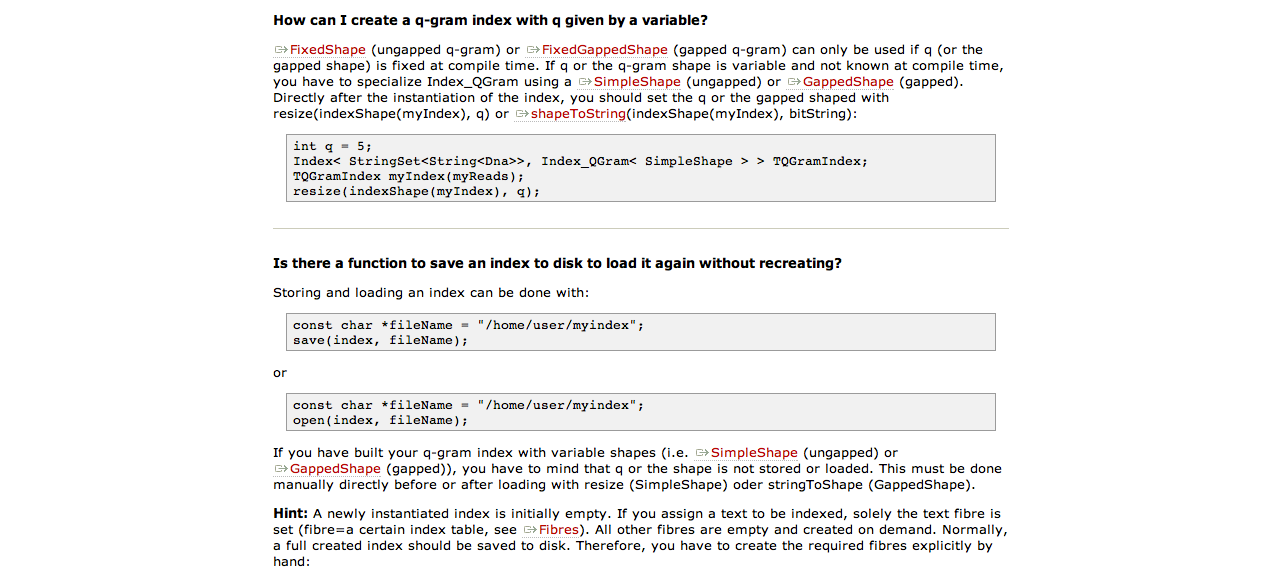 How can I create a q-gram index with q given by a variable?
FixedShape (ungapped q-gram) or FixedGappedShape (gapped q-gram) can only be used if q (or the
gapped shape) is fixed at compile time. If q or the q-gram shape is variable and not known at compile time,
you have to specialize Index_QGram using a SimpleShape (ungapped) or GappedShape (gapped).
Directly after the instantiation of the index, you should set the q or the gapped shaped with
resize(indexShape(myIndex), q) or shapeToString(indexShape(myIndex), bitString):
int q = 5;
Index< StringSet<String<Dna>>, Index_QGram< SimpleShape > > TQGramIndex;
TQGramIndex myIndex(myReads);
resize(indexShape(myIndex), q);
Is there a function to save an index to disk to load it again without recreating?
Storing and loading an index can be done with:
const char *fileName = "/home/user/myindex";
save(index, fileName);
or
const char *fileName = "/home/user/myindex";
open(index, fileName);
If you have built your q-gram index with variable shapes (i.e. SimpleShape (ungapped) or
GappedShape (gapped)), you have to mind that q or the shape is not stored or loaded. This must be done
manually directly before or after loading with resize (SimpleShape) oder stringToShape (GappedShape).
Hint: A newly instantiated index is initially empty. If you assign a text to be indexed, solely the text fibre is
set (fibre=a certain index table, see Fibres). All other fibres are empty and created on demand. Normally,
a full created index should be saved to disk. Therefore, you have to create the required fibres explicitly by
hand: